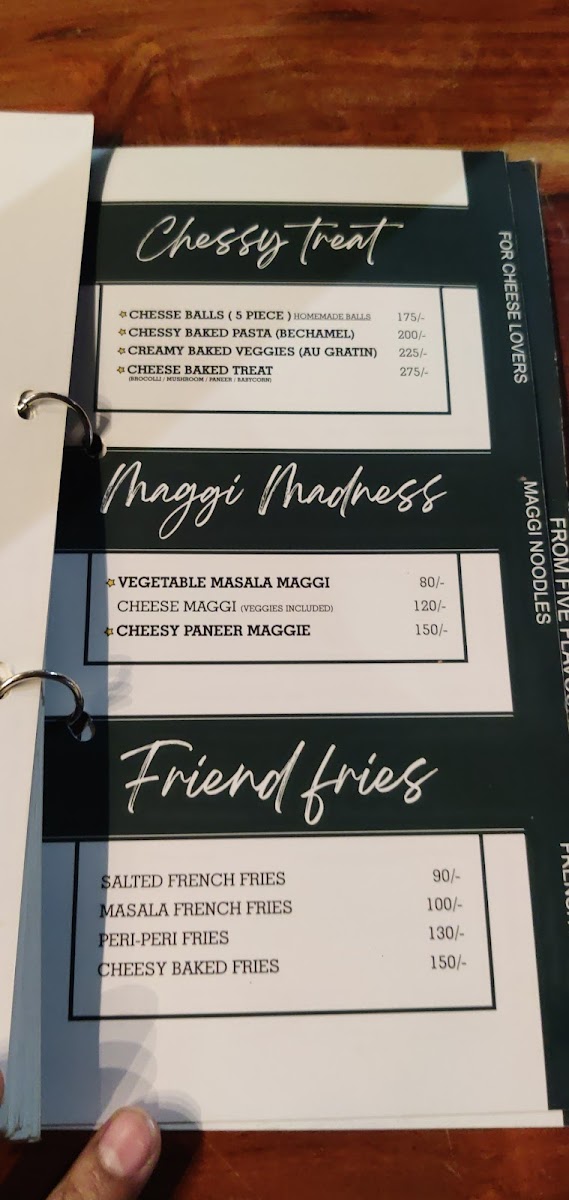 Chessy treat
CHESSE BALLS ( 5 PIECE ) HOMEMADE BALLS 175/-
CHESSY BAKED PASTA (BECHAMEL) 200/-
CREAMY BAKED VEGGIES (AU GRATIN) 225/-
CHEESE BAKED TREAT 275/-
(BROCOLLI / MUSHROOM / PANEER / BABYCORN)
FOR CHEESE LOVERS
Maggi Madness
VEGETABLE MASALA MAGGI 80/-
CHEESE MAGGI (VEGGIES INCLUDED) 120/-
CHEESY PANEER MAGGIE 150/-
MAGGI NOODLES
FROM FIVE
Friend fries
SALTED FRENCH FRIES 90/-
MASALA FRENCH FRIES 100/-
PERI-PERI FRIES 130/-
CHEESY BAKED FRIES 150/-